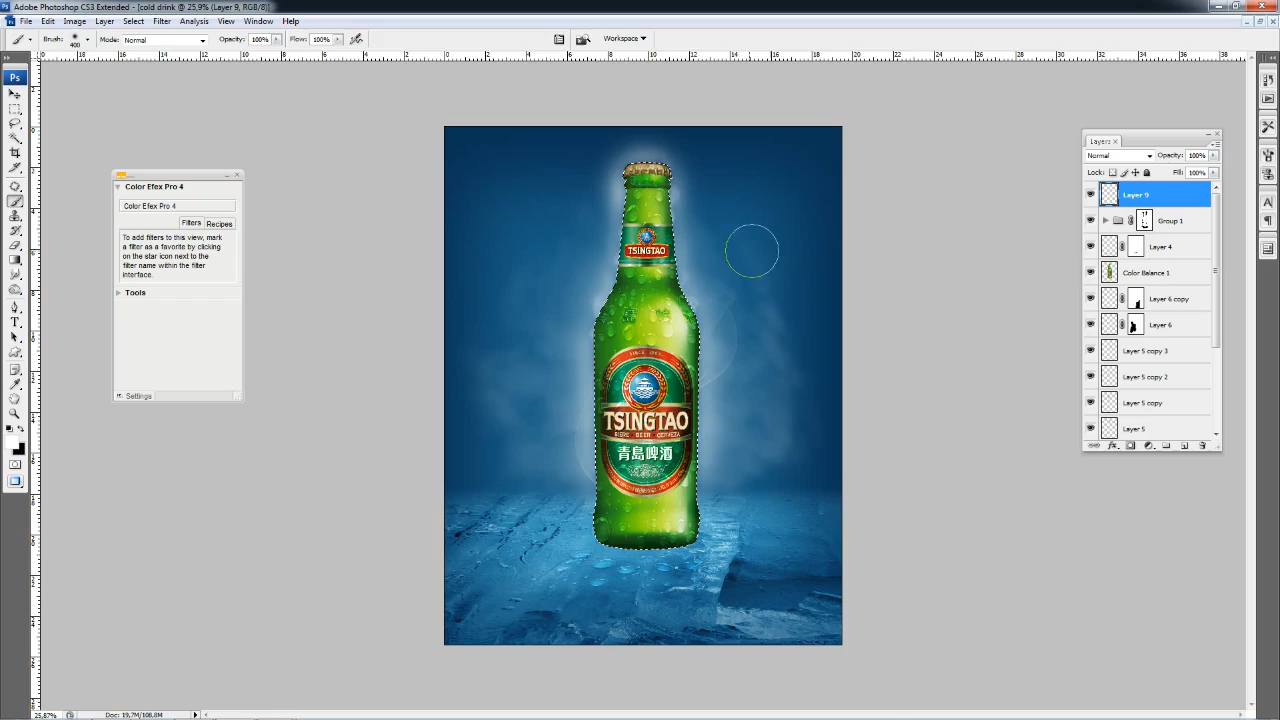 Adobe Photoshop CS3 Extended - [cold drink @ 25,9% (Layer 9, RGB/8)]
File Edit Image Layer Select Filter Analysis View Window Help
Brush: 400 Mode: Normal Opacity: 100% Flow: 100% Workspace
Ps
Color Efex Pro 4
Color Efex Pro 4
Filters Recipes
To add filters to this view, mark
a filter as a favorite by clicking
on the star icon next to the
filter name within the filter
interface.
Tools
Settings
TSINGTAO
TSINGTAO
BIERE BEER CERVEZA
青島啤酒
Layers
Normal Opacity: 100%
Lock: Fill: 100%
Layer 9
Group 1
Layer 4
Color Balance 1
Layer 6 copy
Layer 6
Layer 5 copy 3
Layer 5 copy 2
Layer 5 copy
Layer 5
25,87% Doc: 19,7M/108,8M